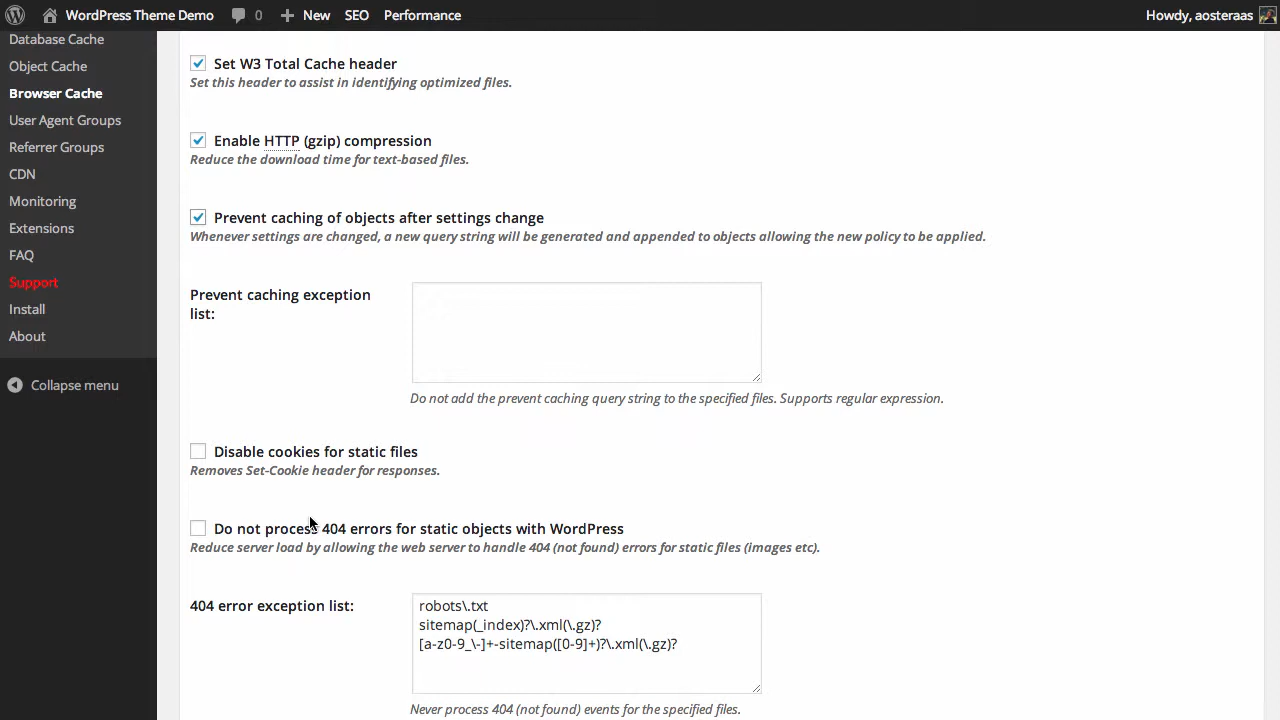 WordPress Theme Demo 0 New SEO Performance Howdy, aosteraas
Database Cache
Object Cache
Browser Cache
User Agent Groups
Referrer Groups
CDN
Monitoring
Extensions
FAQ
Support
Install
About
Collapse menu
Set W3 Total Cache header
Set this header to assist in identifying optimized files.
Enable HTTP (gzip) compression
Reduce the download time for text-based files.
Prevent caching of objects after settings change
Whenever settings are changed, a new query string will be generated and appended to objects allowing the new policy to be applied.
Prevent caching exception
list:
Do not add the prevent caching query string to the specified files. Supports regular expression.
Disable cookies for static files
Removes Set-Cookie header for responses.
Do not process 404 errors for static objects with WordPress
Reduce server load by allowing the web server to handle 404 (not found) errors for static files (images etc).
404 error exception list:
robots\.txt
sitemap(_index)?\.xml(\.gz)?
[a-z0-9_\-]+-sitemap([0-9]+)?\.xml(\.gz)?
Never process 404 (not found) events for the specified files.